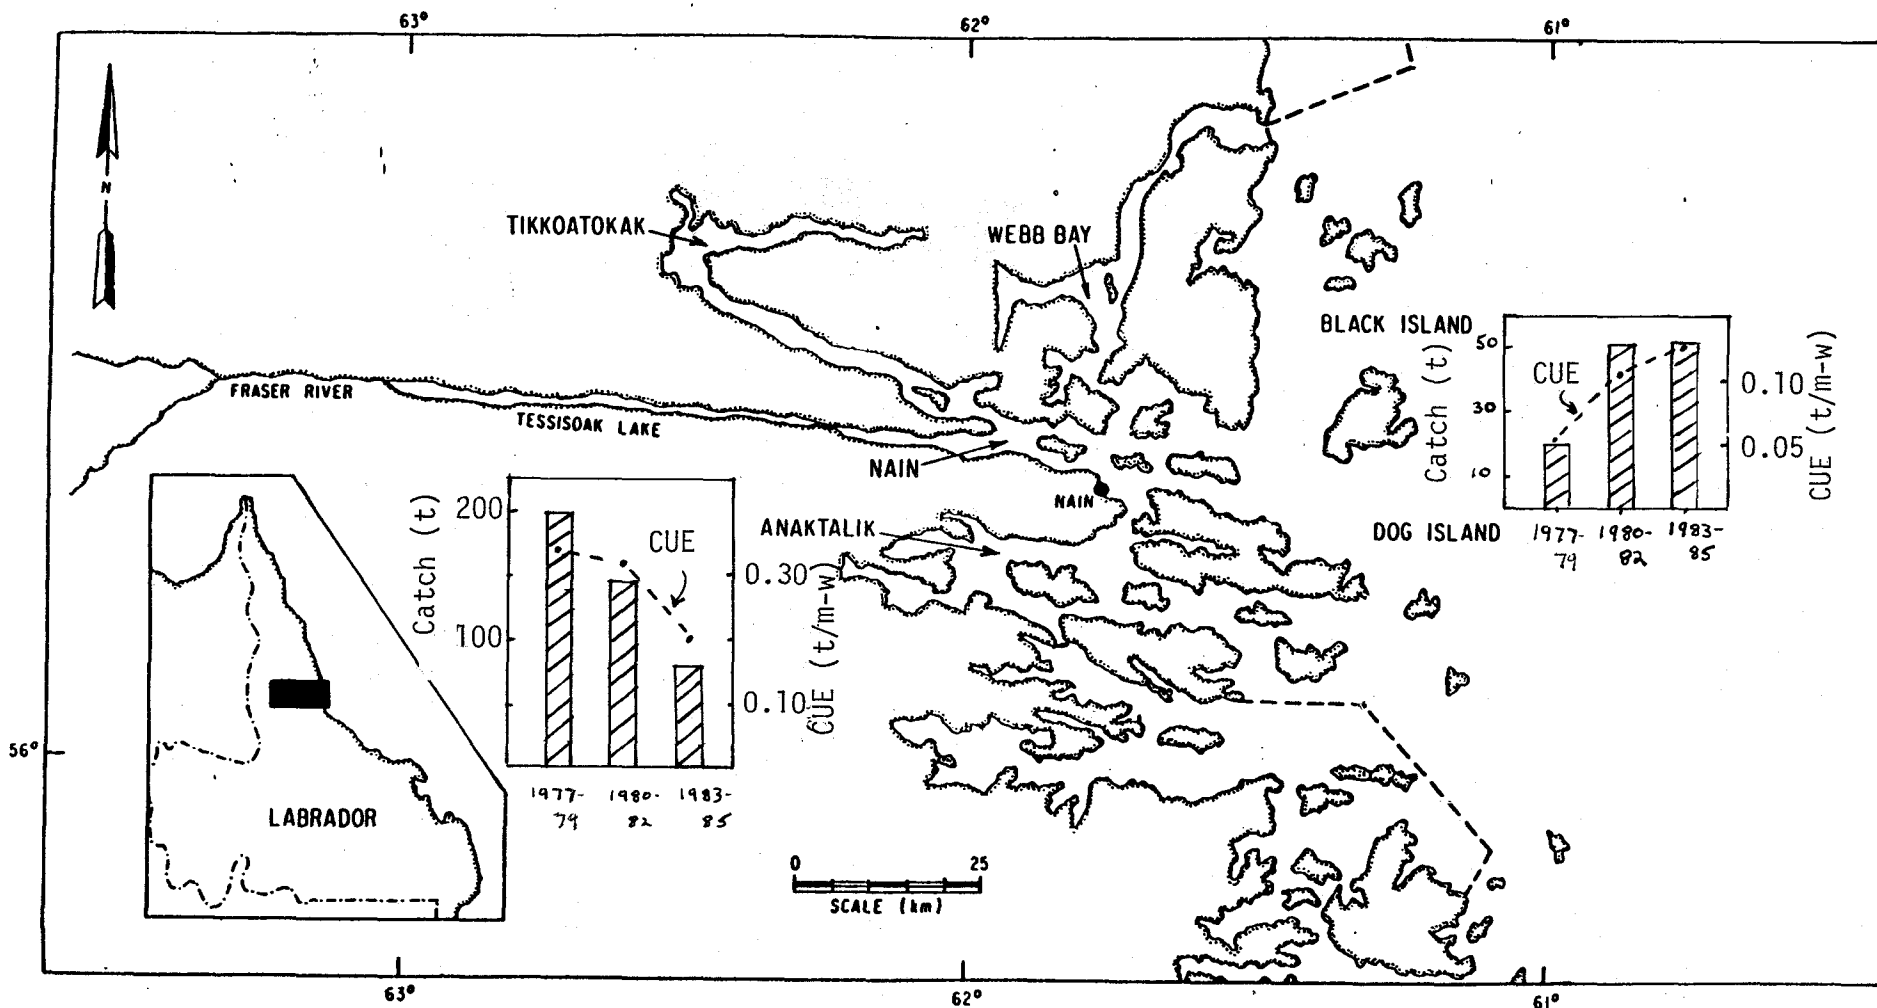 63°
62°
61°
N
TIKKOATOKAK
WEBB BAY
FRASER RIVER
TESSISOAK LAKE
NAIN
NAIN
ANAKTALIK
BLACK ISLAND
DOG ISLAND
Catch (t)
50
30
10
CUE
0.10
0.05
CUE (t/m-w)
1977-
79
1980-
82
1983-
85
Catch (t)
200
100
CUE
0.30
0.10
CUE (t/m-w)
1977-
79
1980-
82
1983-
85
56°
LABRADOR
0 25
SCALE (km)
63°
62°
61°